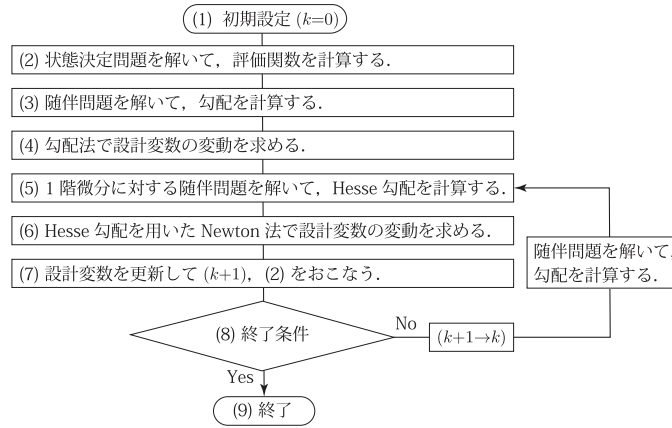 (1) 初期設定 (k=0)
(2) 状態決定問題を解いて，評価関数を計算する．
(3) 随伴問題を解いて，勾配を計算する．
(4) 勾配法で設計変数の変動を求める．
(5) 1 階微分に対する随伴問題を解いて，Hesse 勾配を計算する．
(6) Hesse 勾配を用いた Newton 法で設計変数の変動を求める．
(7) 設計変数を更新して (k+1)，(2) をおこなう．
(8) 終了条件
No
(k+1→k)
随伴問題を解いて，
勾配を計算する．
Yes
(9) 終了